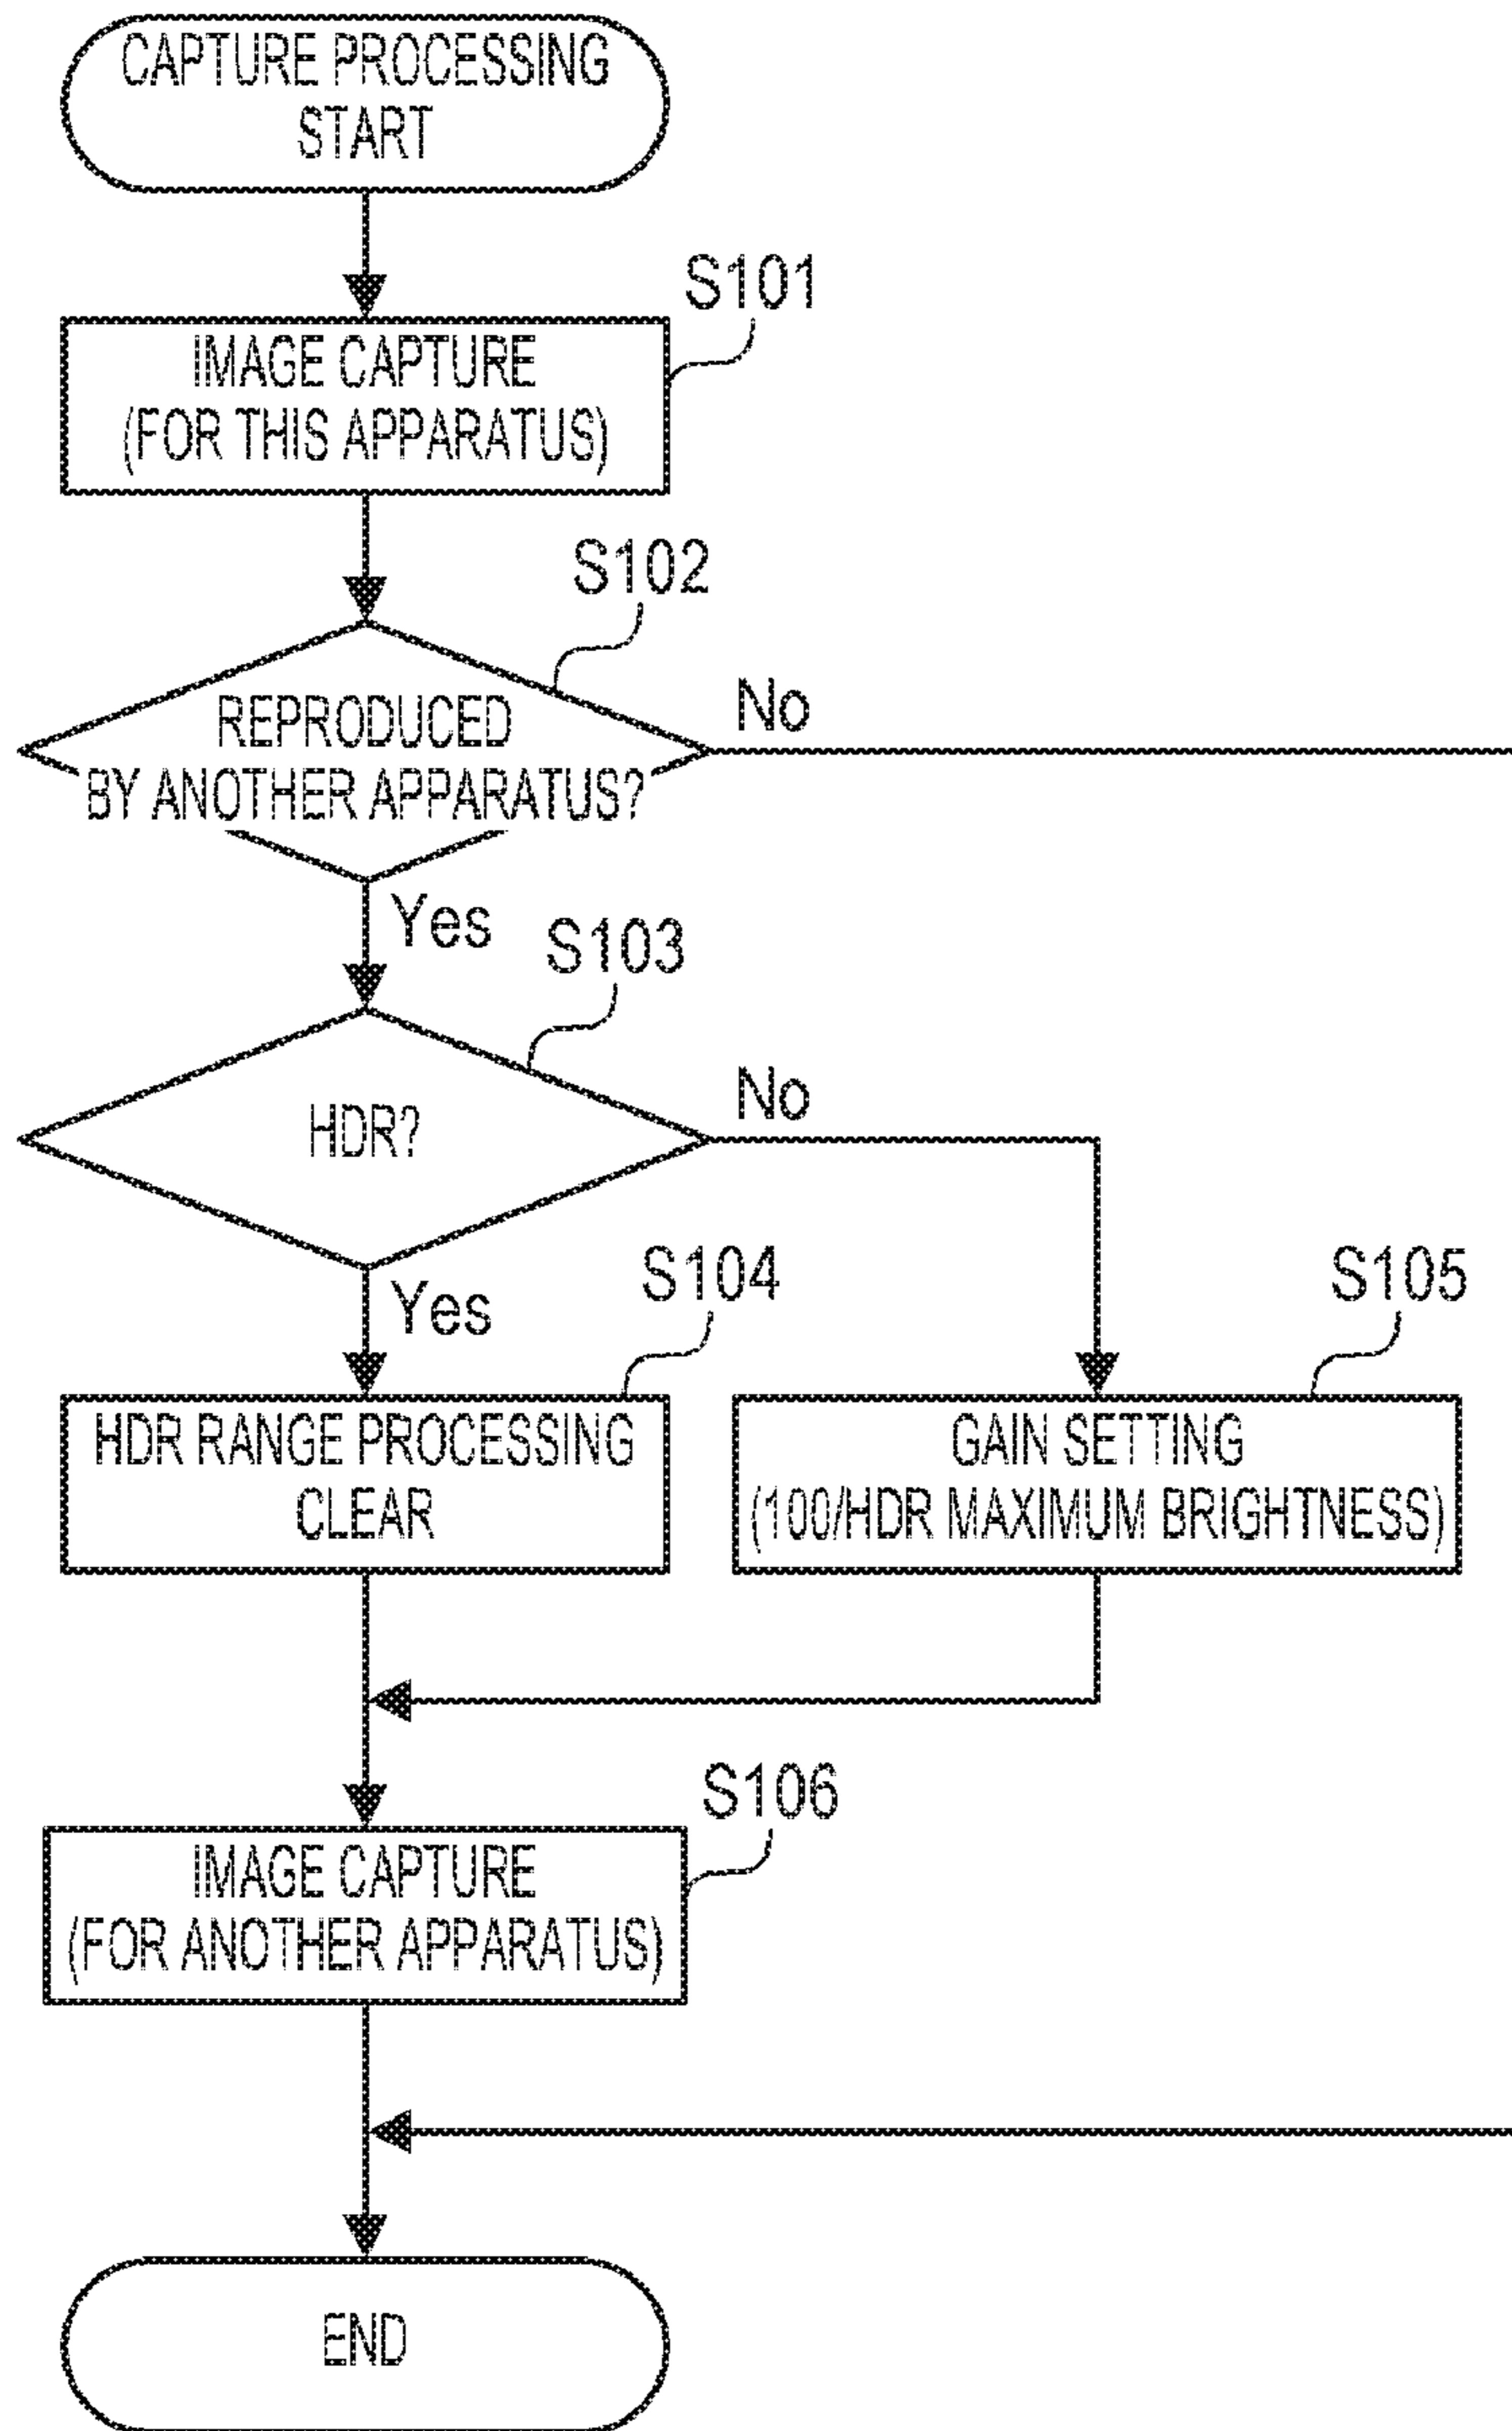 CAPTURE PROCESSING
START
S101
IMAGE CAPTURE
(FOR THIS APPARATUS)
S102
REPRODUCED
BY ANOTHER APPARATUS?
No
Yes
S103
HDR?
No
Yes
S104
HDR RANGE PROCESSING
CLEAR
S105
GAIN SETTING
(100/HDR MAXIMUM BRIGHTNESS)
S106
IMAGE CAPTURE
(FOR ANOTHER APPARATUS)
END